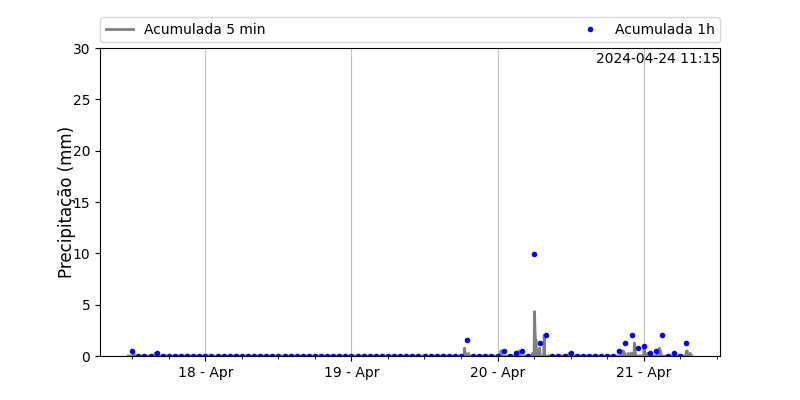 Acumulada 5 min
Acumulada 1h
2024-04-24 11:15
Precipitação (mm)
30
25
20
15
10
5
0
18 - Apr
19 - Apr
20 - Apr
21 - Apr